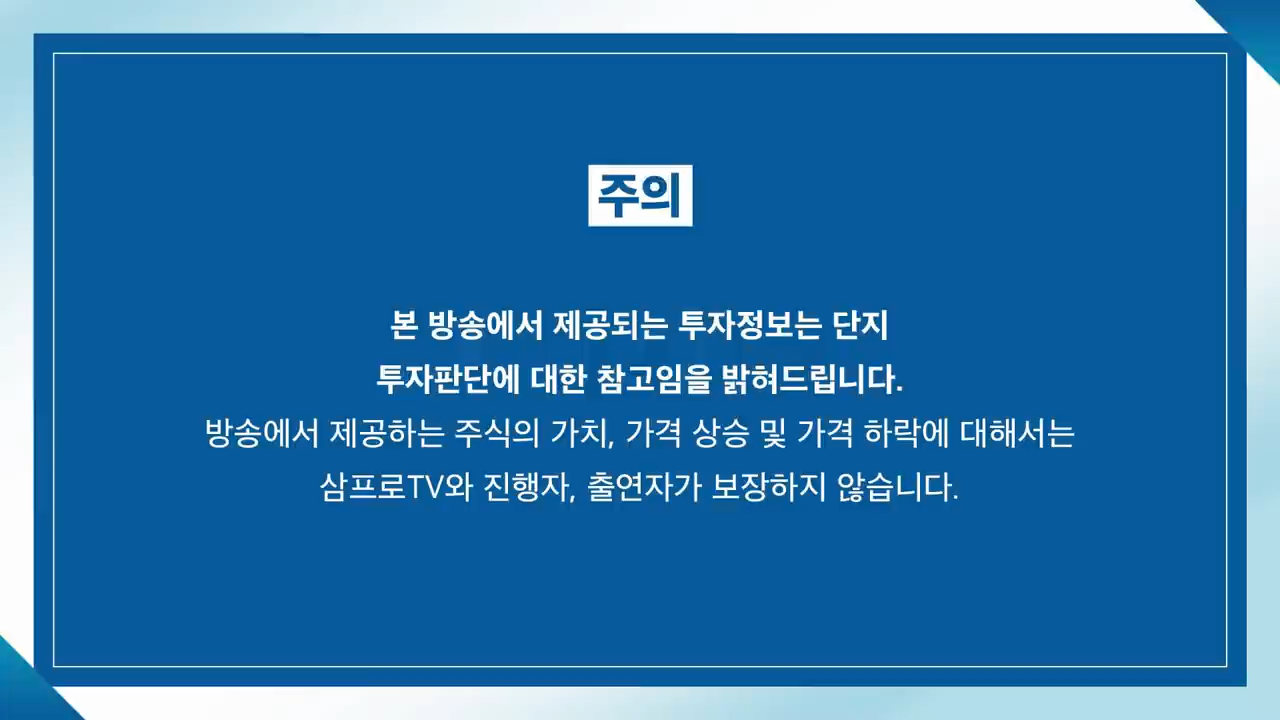 주의
본 방송에서 제공되는 투자정보는 단지
투자판단에 대한 참고임을 밝혀드립니다.
방송에서 제공하는 주식의 가치, 가격 상승 및 가격 하락에 대해서는
삼프로TV와 진행자, 출연자가 보장하지 않습니다.